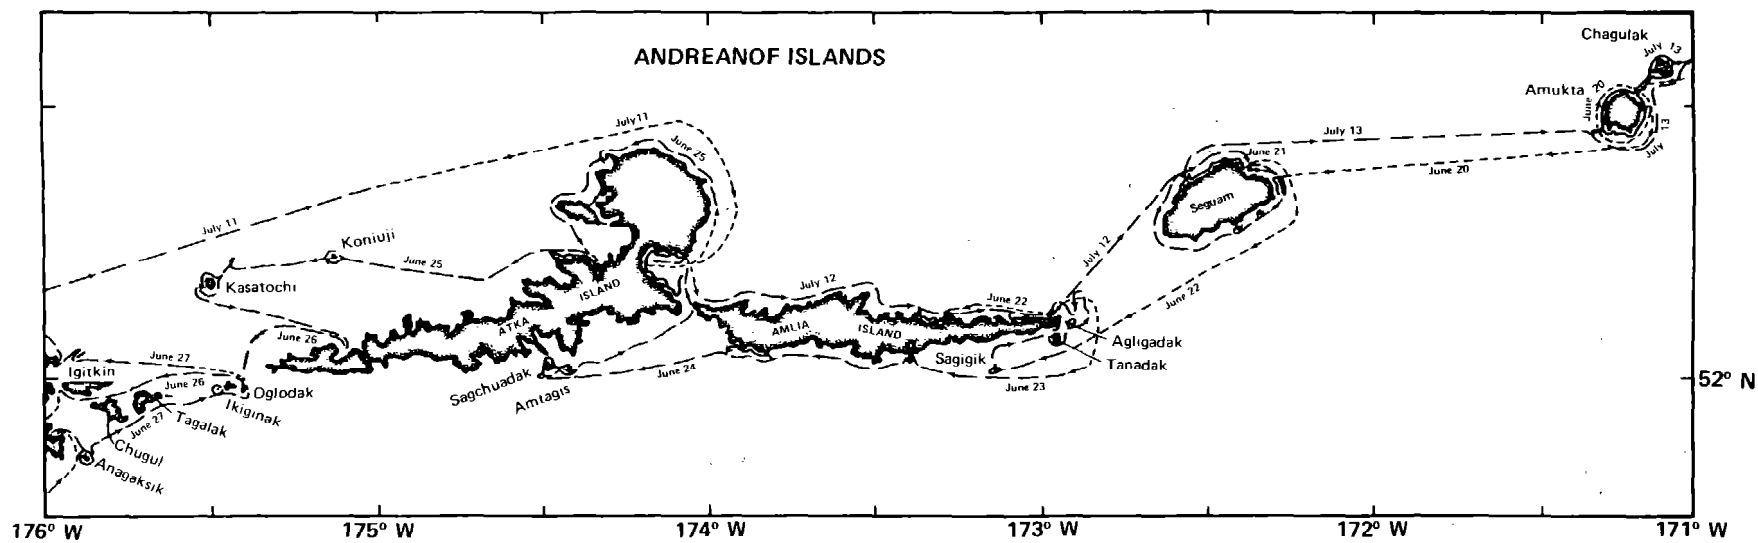 ANDREANOF ISLANDS
Chagulak
July 13
Amukta
June 20
13
July
July 11
June 25
July 13
June 21
June 20
Seguam
July 11
Koniuji
June 25
Kasatochi
ISLAND
July 12
July 12
June 22
June 22
ATKA
AMLIA
ISLAND
June 26
Agligadak
Sagigik
Tanadak
June 27
Igitkin
June 26
Oglodak
Sagchuadak
June 24
June 23
52° N
Ikiginak
Amtagis
Tagalak
June 27
Chugul
Anagaksik
176° W
175° W
174° W
173° W
172° W
171° W